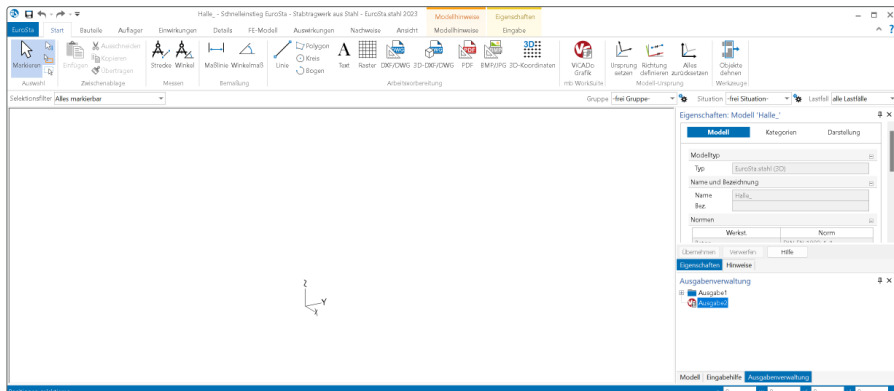 Halle_ - Schnelleinstieg EuroSta - Stabtragwerk aus Stahl - EuroSta.stahl 2023
Modellhinweise Eigenschaften
EuroSta Start Bauteile Auflager Einwirkungen Details FE-Modell Auswirkungen Nachweise Ansicht Modellhinweise Eingabe
Markieren
Einfügen
Ausschneiden
Kopieren
Übertragen
Strecke Winkel
Maßlinie Winkelmaß
Linie
Polygon
Kreis
Bogen
Text Raster DXF/DWG 3D-DXF/DWG PDF BMP/JPG 3D-Koordinaten
ViCADo Grafik
Ursprung setzen
Richtung definieren
Alles zurücksetzen
Objekte dehnen
Auswahl Zwischenablage Messen Bemaßung Arbeitsvorbereitung mb WorkSuite Modell-Ursprung Werkzeuge
Selektionsfilter Alles markierbar
Gruppe -frei Gruppe- Situation -frei Situation- Lastfall alle Lastfälle
Eigenschaften: Modell 'Halle_'
Modell Kategorien Darstellung
Modelltyp
Typ EuroSta.stahl (3D)
Name und Bezeichnung
Name Halle_
Bez.
Normen
Werkst. Norm
Übernehmen Verwerfen Hilfe
Eigenschaften Hinweise
Ausgabenverwaltung
Ausgabe1
Ausgabe2
Z
Y
X
Modell Eingabehilfe Ausgabenverwaltung